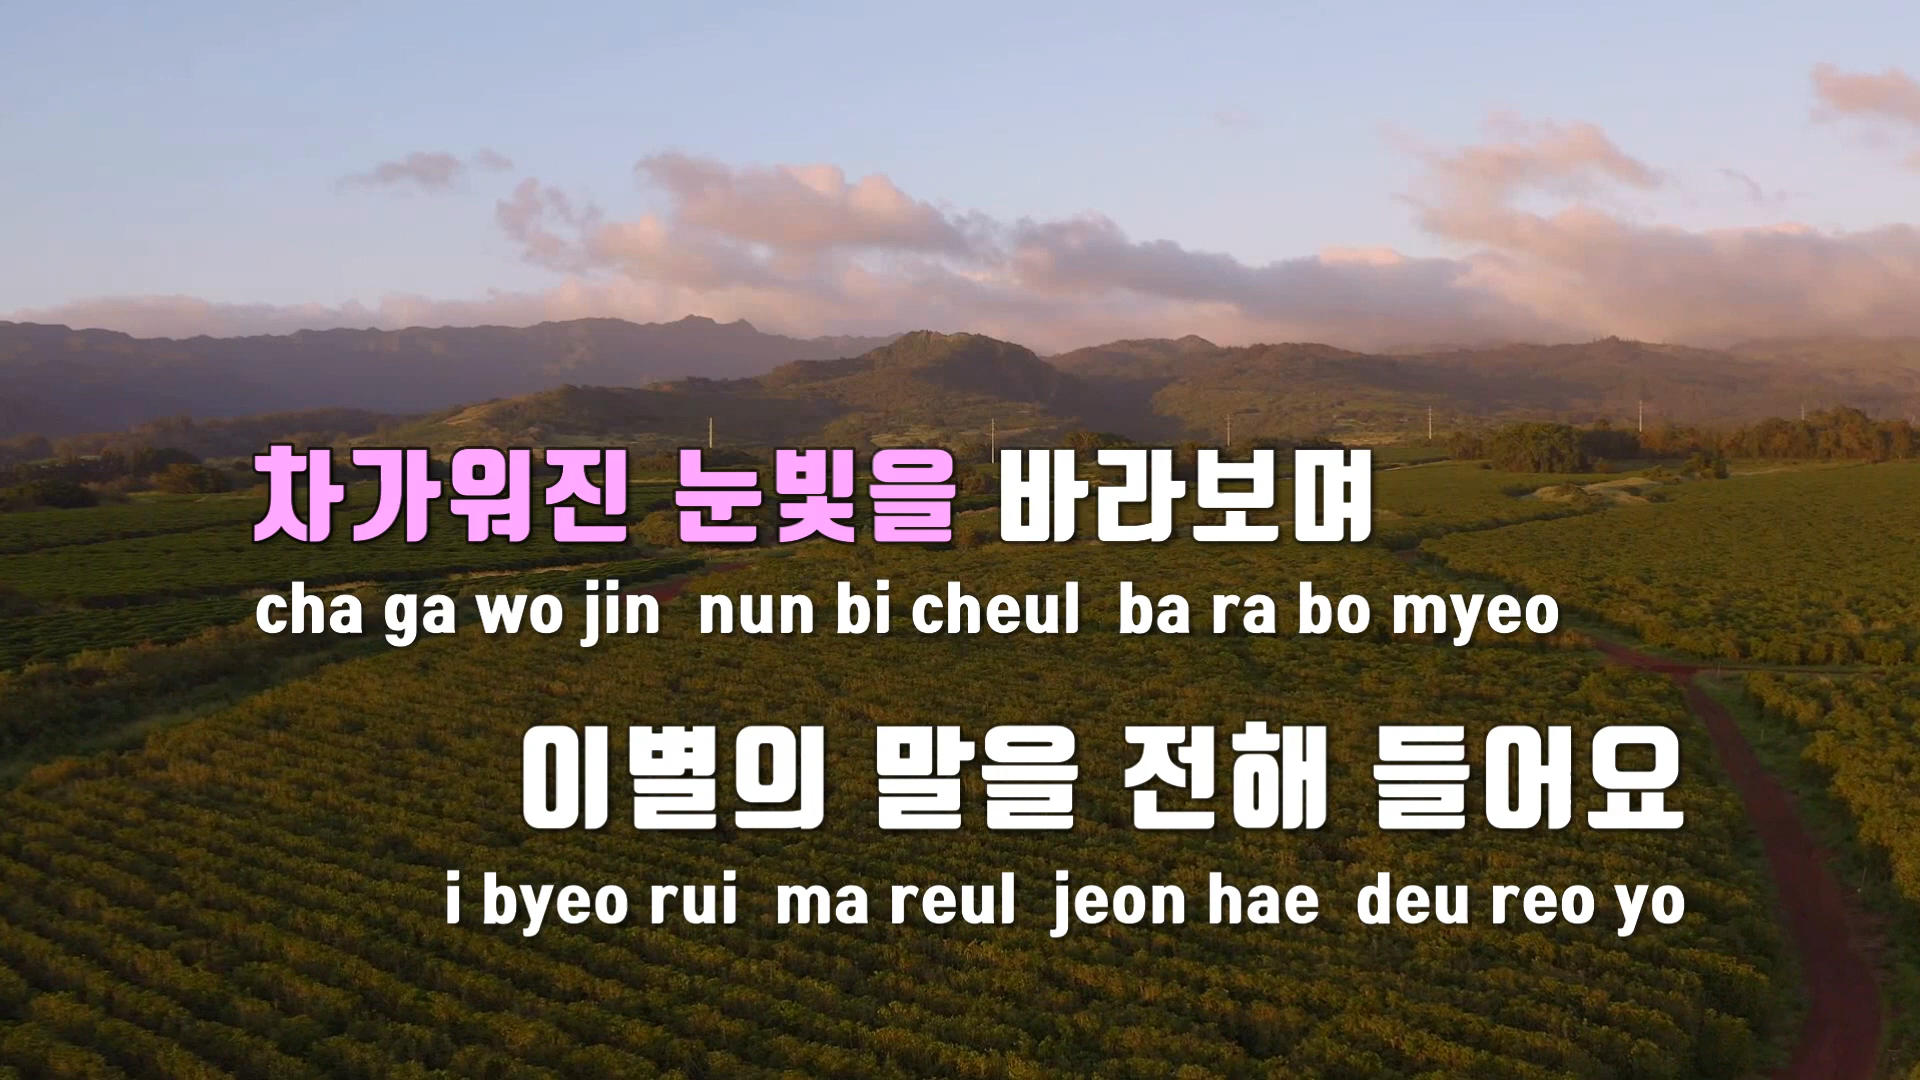 차가워진 눈빛을 바라보며
cha ga wo jin nun bi cheul ba ra bo myeo
이별의 말을 전해 들어요
i byeo rui ma reul jeon hae deu reo yo